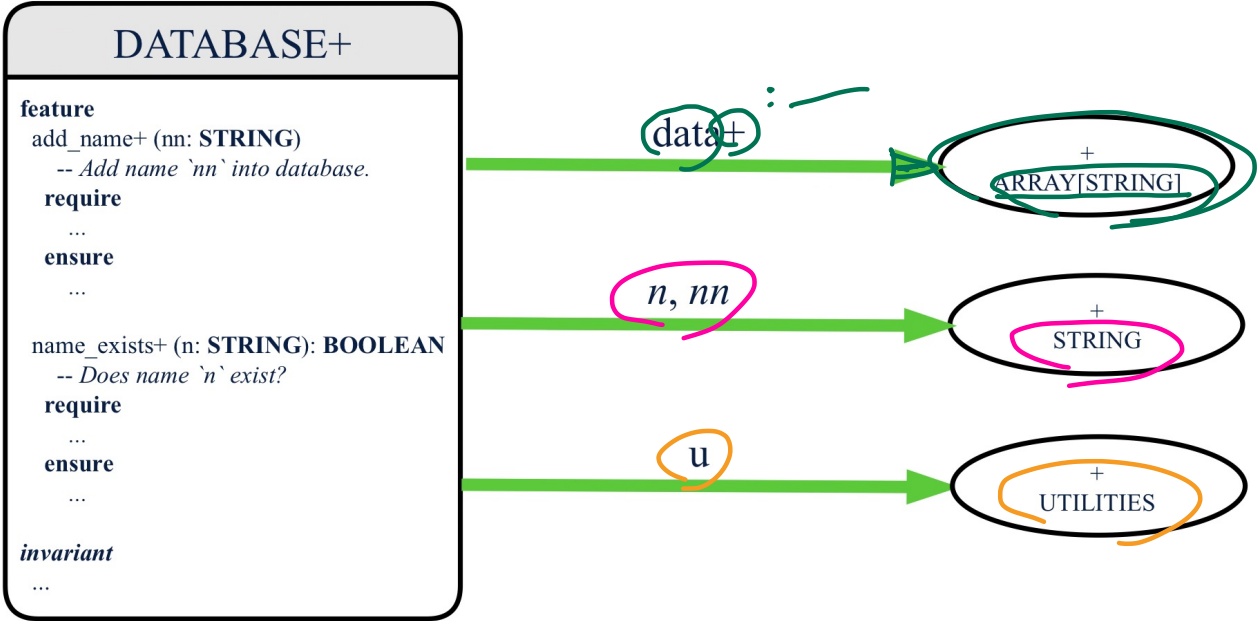 DATABASE+
feature
add_name+ (nn: STRING)
-- Add name `nn` into database.
require
...
ensure
...
name_exists+ (n: STRING): BOOLEAN
-- Does name `n` exist?
require
...
ensure
...
invariant
...
data+ :
+
ARRAY[STRING]
n, nn
+
STRING
u
+
UTILITIES